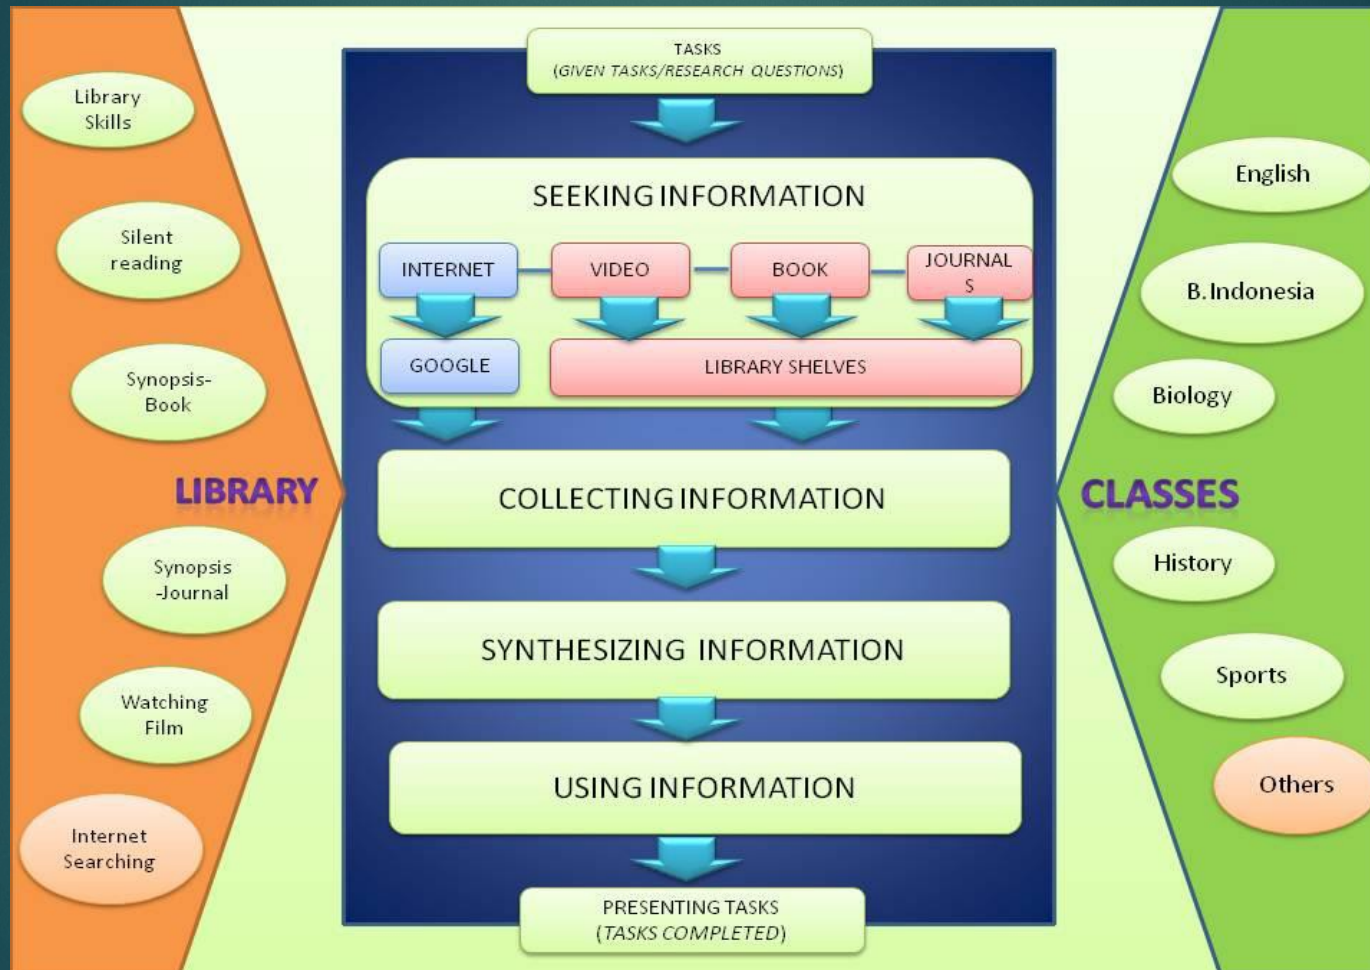 TASKS
(GIVEN TASKS/RESEARCH QUESTIONS)
SEEKING INFORMATION
INTERNET
VIDEO
BOOK
JOURNAL
S
GOOGLE
LIBRARY SHELVES
COLLECTING INFORMATION
SYNTHESIZING INFORMATION
USING INFORMATION
PRESENTING TASKS
(TASKS COMPLETED)
Library
Skills
Silent
reading
Synopsis-
Book
LIBRARY
Synopsis
-Journal
Watching
Film
Internet
Searching
English
B.Indonesia
Biology
CLASSES
History
Sports
Others